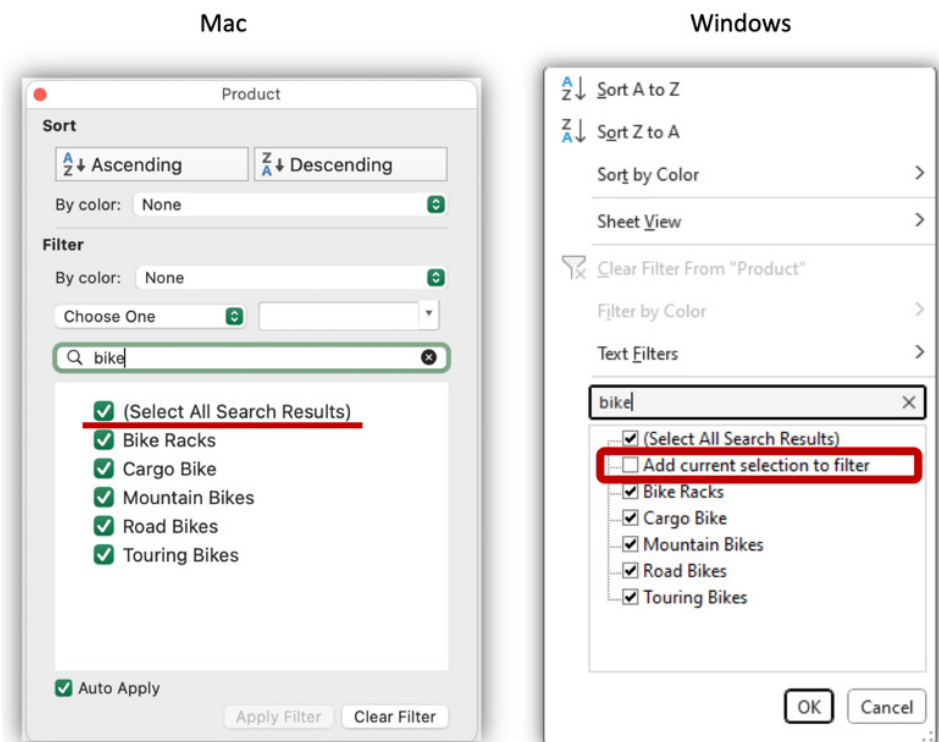 Mac
Product
Sort
A Z Ascending
Z A Descending
By color: None
Filter
By color: None
Choose One
bike
(Select All Search Results)
Bike Racks
Cargo Bike
Mountain Bikes
Road Bikes
Touring Bikes
Auto Apply
Apply Filter
Clear Filter
Windows
A Z Sort A to Z
Z A Sort Z to A
Sort by Color
Sheet View
Clear Filter From "Product"
Filter by Color
Text Filters
bike
(Select All Search Results)
Add current selection to filter
Bike Racks
Cargo Bike
Mountain Bikes
Road Bikes
Touring Bikes
OK
Cancel